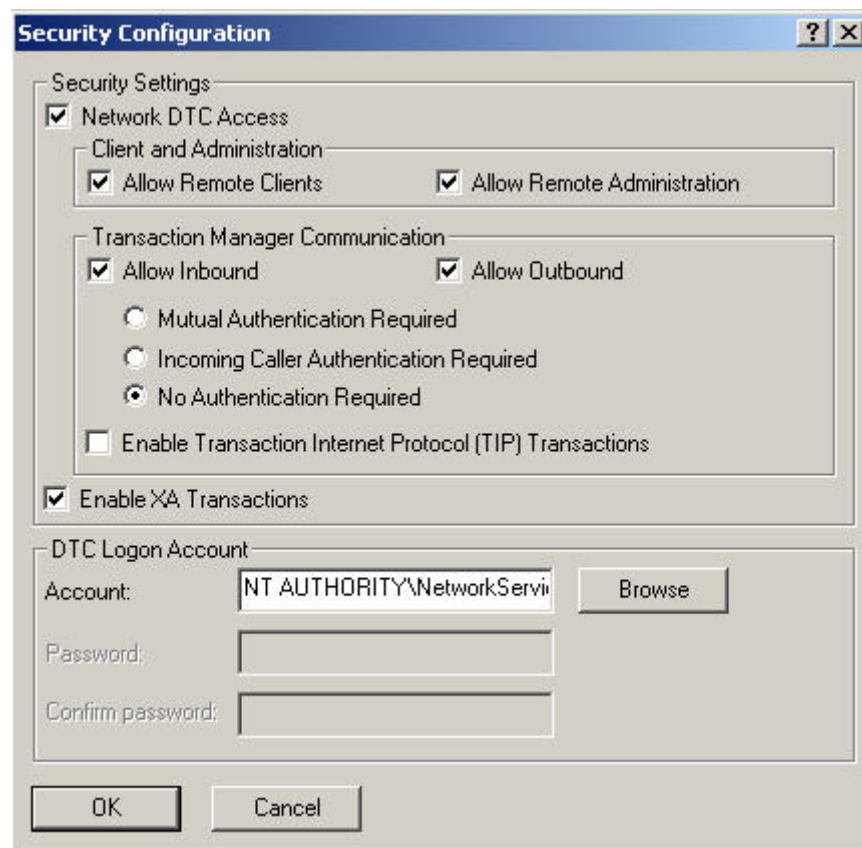 Security Configuration
Security Settings
Network DTC Access
Client and Administration
Allow Remote Clients Allow Remote Administration
Transaction Manager Communication
Allow Inbound Allow Outbound
Mutual Authentication Required
Incoming Caller Authentication Required
No Authentication Required
Enable Transaction Internet Protocol (TIP) Transactions
Enable XA Transactions
DTC Logon Account
Account: NT AUTHORITY\NetworkServi Browse
Password:
Confirm password:
OK Cancel